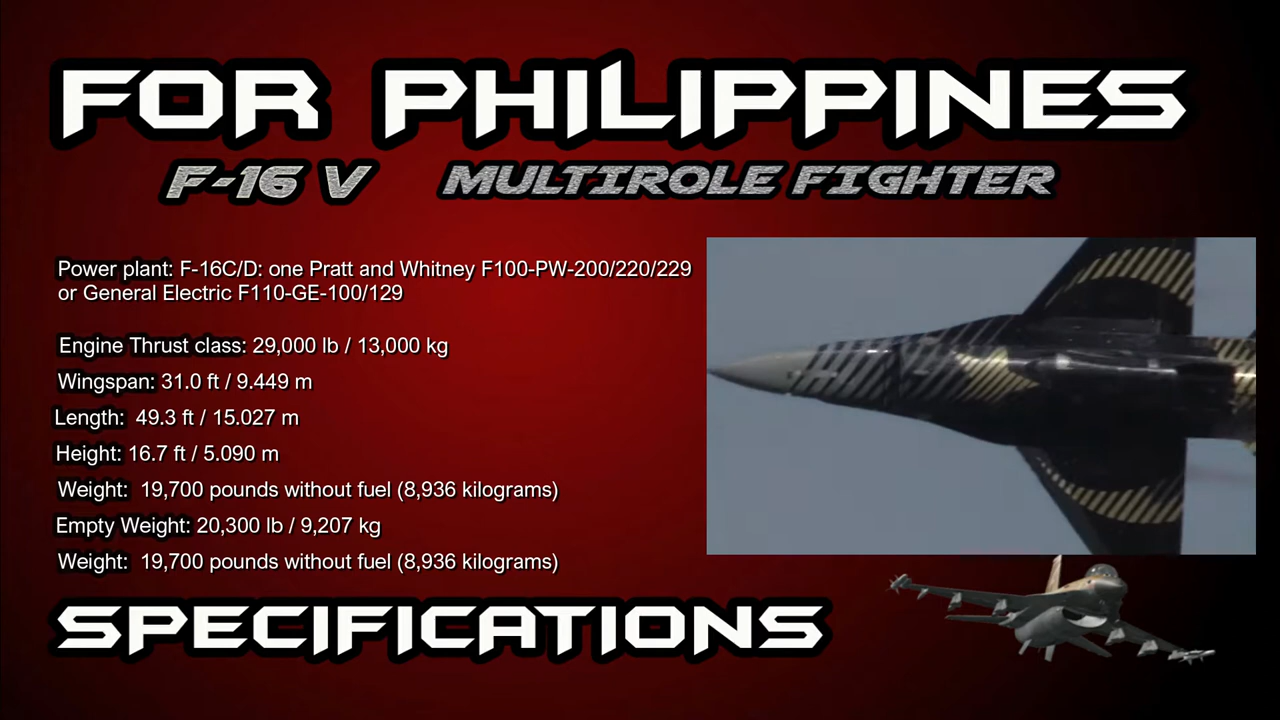 FOR PHILIPPINES
F-16 V MULTIROLE FIGHTER
Power plant: F-16C/D: one Pratt and Whitney F100-PW-200/220/229
or General Electric F110-GE-100/129
Engine Thrust class: 29,000 lb / 13,000 kg
Wingspan: 31.0 ft / 9.449 m
Length: 49.3 ft / 15.027 m
Height: 16.7 ft / 5.090 m
Weight: 19,700 pounds without fuel (8,936 kilograms)
Empty Weight: 20,300 lb / 9,207 kg
Weight: 19,700 pounds without fuel (8,936 kilograms)
SPECIFICATIONS